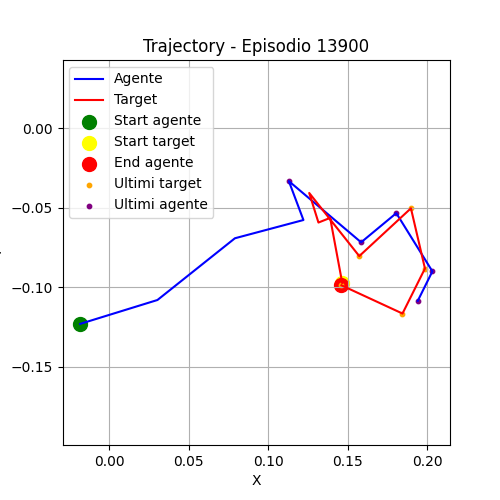 Trajectory - Episodio 13900
Agente
Target
Start agente
Start target
End agente
Ultimi target
Ultimi agente
0.00
−0.05
−0.10
−0.15
0.00
0.05
0.10
0.15
0.20
X